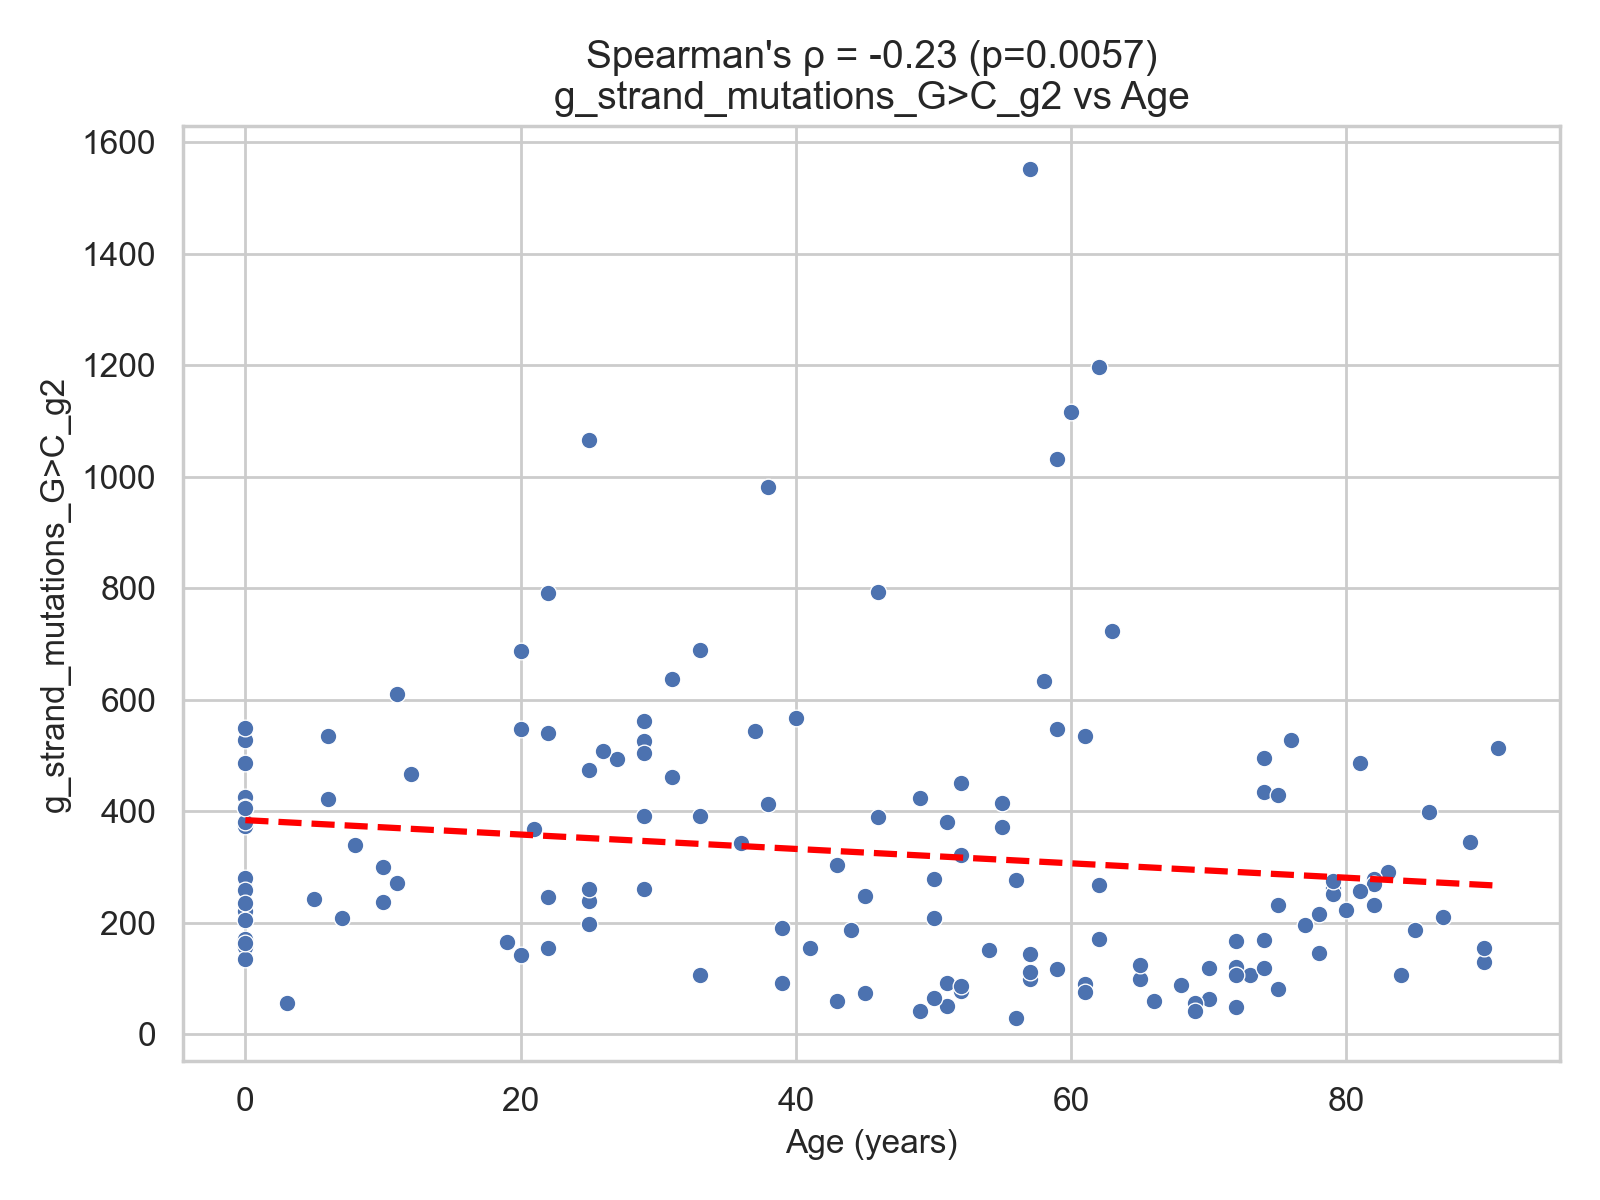 Spearman's ρ = -0.23 (p=0.0057)
g_strand_mutations_G>C_g2 vs Age
1600
1400
1200
1000
800
600
400
200
0
g_strand_mutations_G>C_g2
0 20 40 60 80
Age (years)